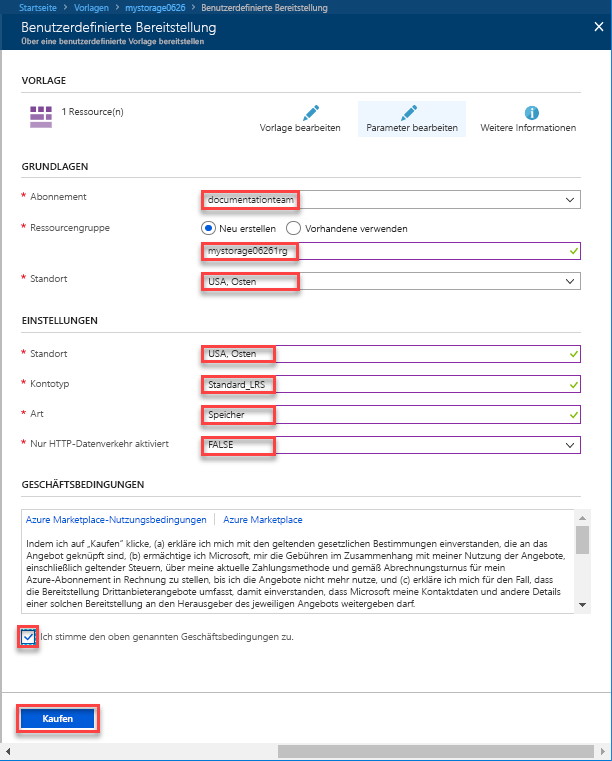 Startseite > Vorlagen > mystorage0626 > Benutzerdefinierte Bereitstellung
Benutzerdefinierte Bereitstellung
Über eine benutzerdefinierte Vorlage bereitstellen
VORLAGE
1 Ressource(n)
Vorlage bearbeiten
Parameter bearbeiten
Weitere Informationen
GRUNDLAGEN
* Abonnement
documentationteam
* Ressourcengruppe
Neu erstellen
Vorhandene verwenden
mystorage06261rg
* Standort
USA, Osten
EINSTELLUNGEN
* Standort
USA, Osten
* Kontotyp
Standard_LRS
* Art
Speicher
* Nur HTTP-Datenverkehr aktiviert
FALSE
GESCHÄFTSBEDINGUNGEN
Azure Marketplace-Nutzungsbedingungen | Azure Marketplace
Indem ich auf „Kaufen“ klicke, (a) erkläre ich mich mit den geltenden gesetzlichen Bestimmungen einverstanden, die an das
Angebot geknüpft sind, (b) ermächtige ich Microsoft, mir die Gebühren im Zusammenhang mit meiner Nutzung der Angebote,
einschließlich geltender Steuern, über meine aktuelle Zahlungsmethode und gemäß Abrechnungsturnus für mein
Azure-Abonnement in Rechnung zu stellen, bis ich die Angebote nicht mehr nutze, und (c) erkläre ich mich für den Fall, dass
die Bereitstellung Drittanbieterangebote umfasst, damit einverstanden, dass Microsoft meine Kontaktdaten und andere Details
einer solchen Bereitstellung an den Herausgeber des jeweiligen Angebots weitergeben darf.
Ich stimme den oben genannten Geschäftsbedingungen zu.
Kaufen